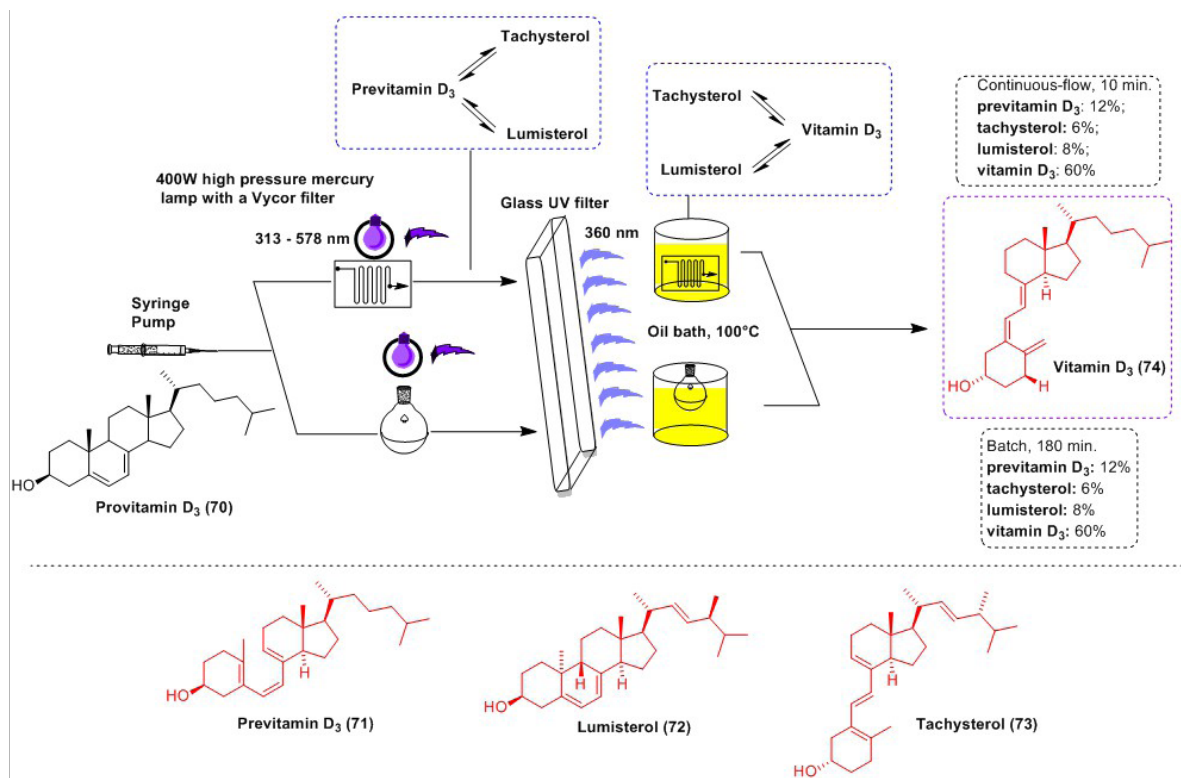 Tachysterol
Previtamin D₃
Lumisterol
Tachysterol
Vitamin D₃
Lumisterol
Continuous-flow, 10 min.
previtamin D₃: 12%;
tachysterol: 6%;
lumisterol: 8%;
vitamin D₃: 60%
400W high pressure mercury
lamp with a Vycor filter
313 - 578 nm
Glass UV filter
360 nm
Syringe
Pump
Oil bath, 100°C
HO
H
H
HO
H
Vitamin D₃ (74)
Provitamin D₃ (70)
Batch, 180 min.
previtamin D₃: 12%
tachysterol: 6%
lumisterol: 8%
vitamin D₃: 60%
HO
H
Previtamin D₃ (71)
HO
H
H
Lumisterol (72)
H
HO
Tachysterol (73)